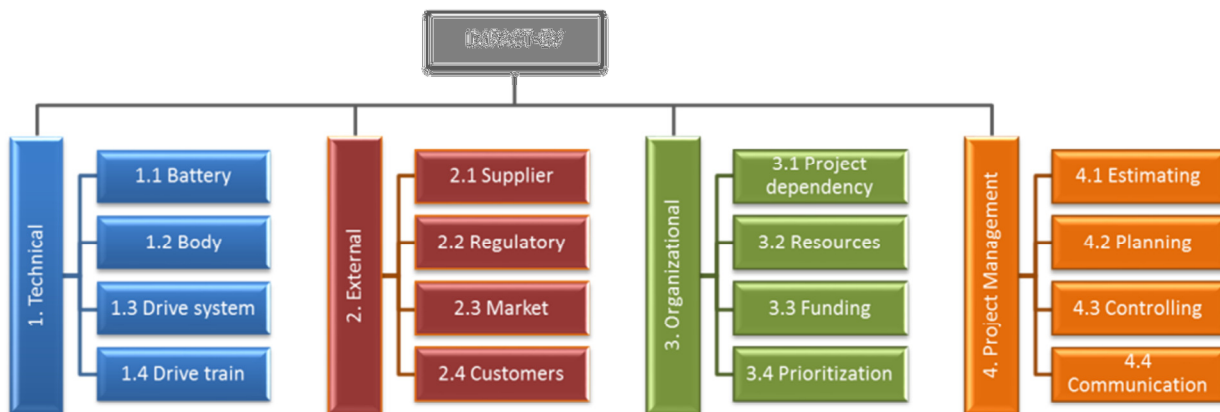 1. Technical
1.1 Battery
1.2 Body
1.3 Drive system
1.4 Drive train
2. External
2.1 Supplier
2.2 Regulatory
2.3 Market
2.4 Customers
3. Organizational
3.1 Project
dependency
3.2 Resources
3.3 Funding
3.4 Prioritization
4. Project Management
4.1 Estimating
4.2 Planning
4.3 Controlling
4.4
Communication